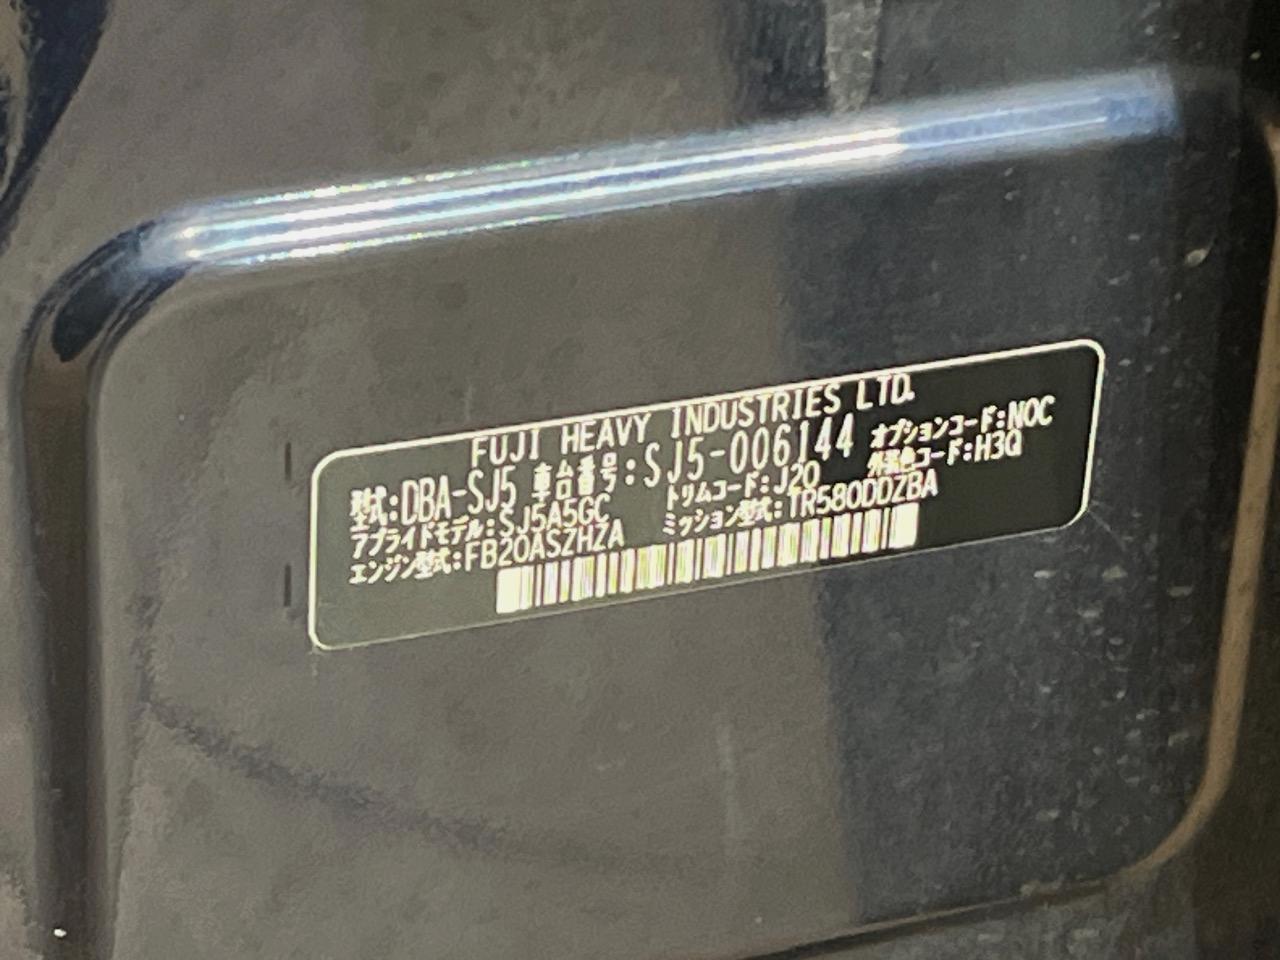 FUJI HEAVY INDUSTRIES LTD.
型式:DBA-SJ5 車台番号:SJ5-006144 オプションコード:NOC
アプライドモデル:SJ5A5GC トリムコード:J20 外装色コード:H3Q
エンジン型式:FB20ASZHZA ミッション型式:TR580DDZBA